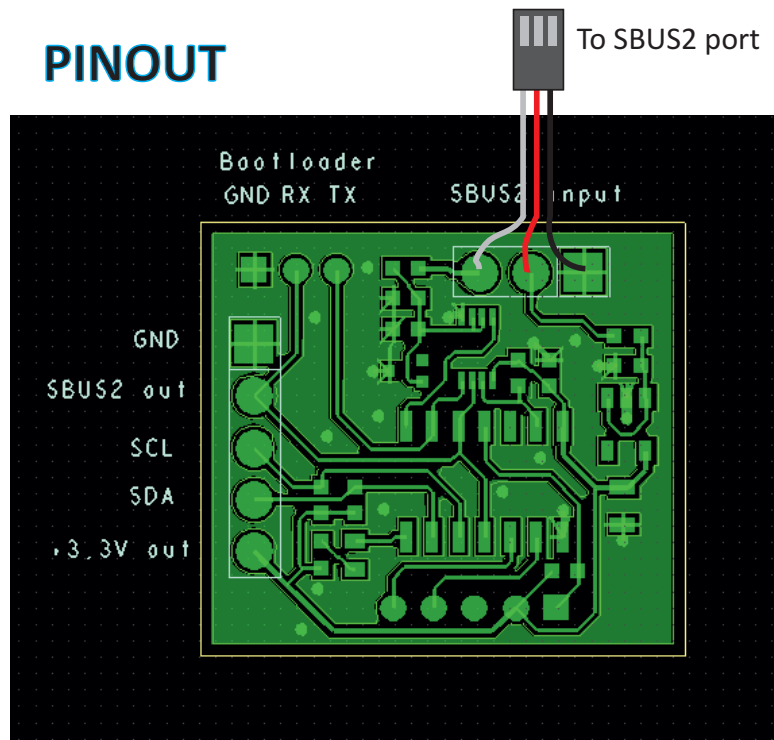 PINOUT
To SBUS2 port
Bootloader
GND RX TX
SBUS2 input
GND
SBUS2 out
SCL
SDA
+3.3V out